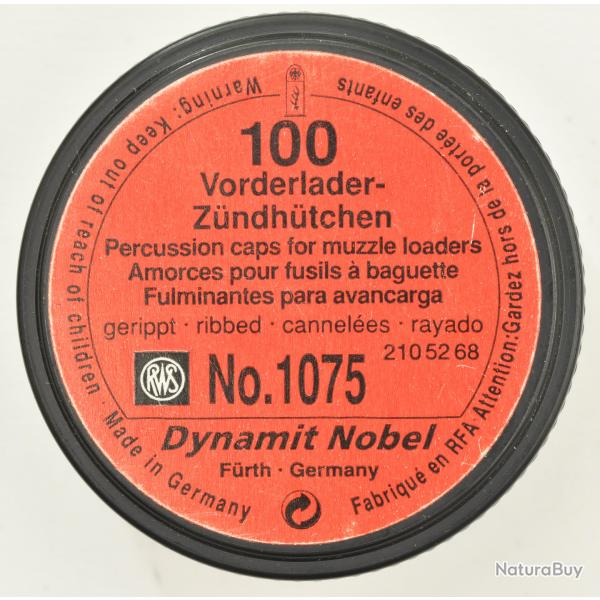 Warning: Keep out of reach of children · Made in Germany
Fabriqué en RFA Attention:Gardez hors de la portée des enfants
100
Vorderlader-
Zündhütchen
Percussion caps for muzzle loaders
Amorces pour fusils à baguette
Fulminantes para avancarga
gerippt · ribbed · cannelées · rayado
210 52 68
RWS No.1075
Dynamit Nobel
Fürth · Germany
NaturaBuy